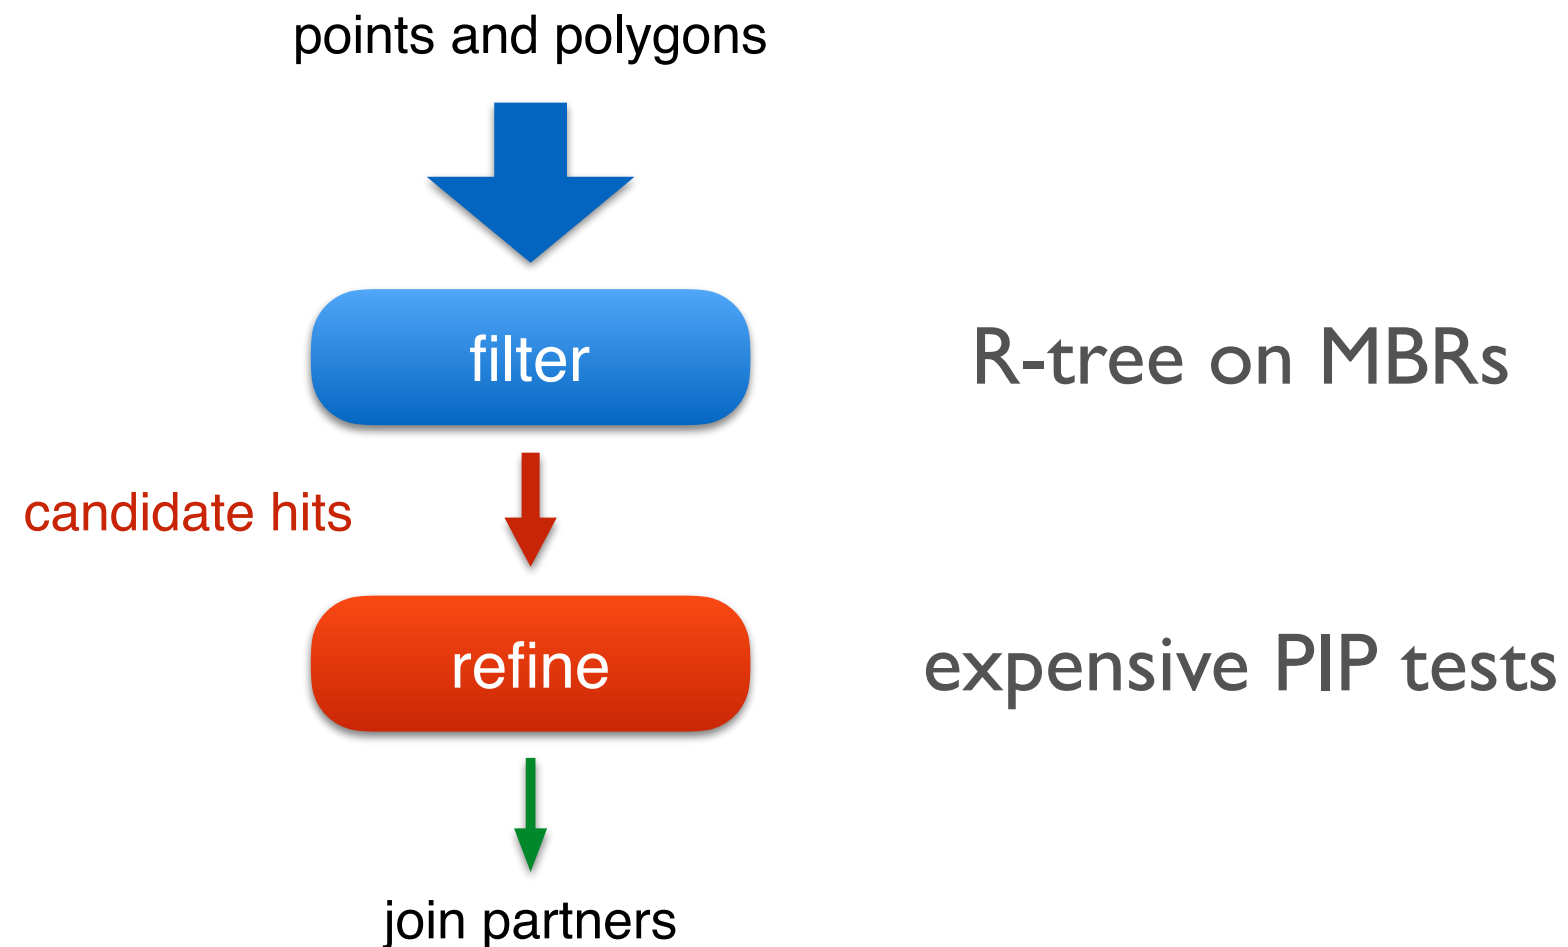 points and polygons
filter
R-tree on MBRs
candidate hits
refine
expensive PIP tests
join partners